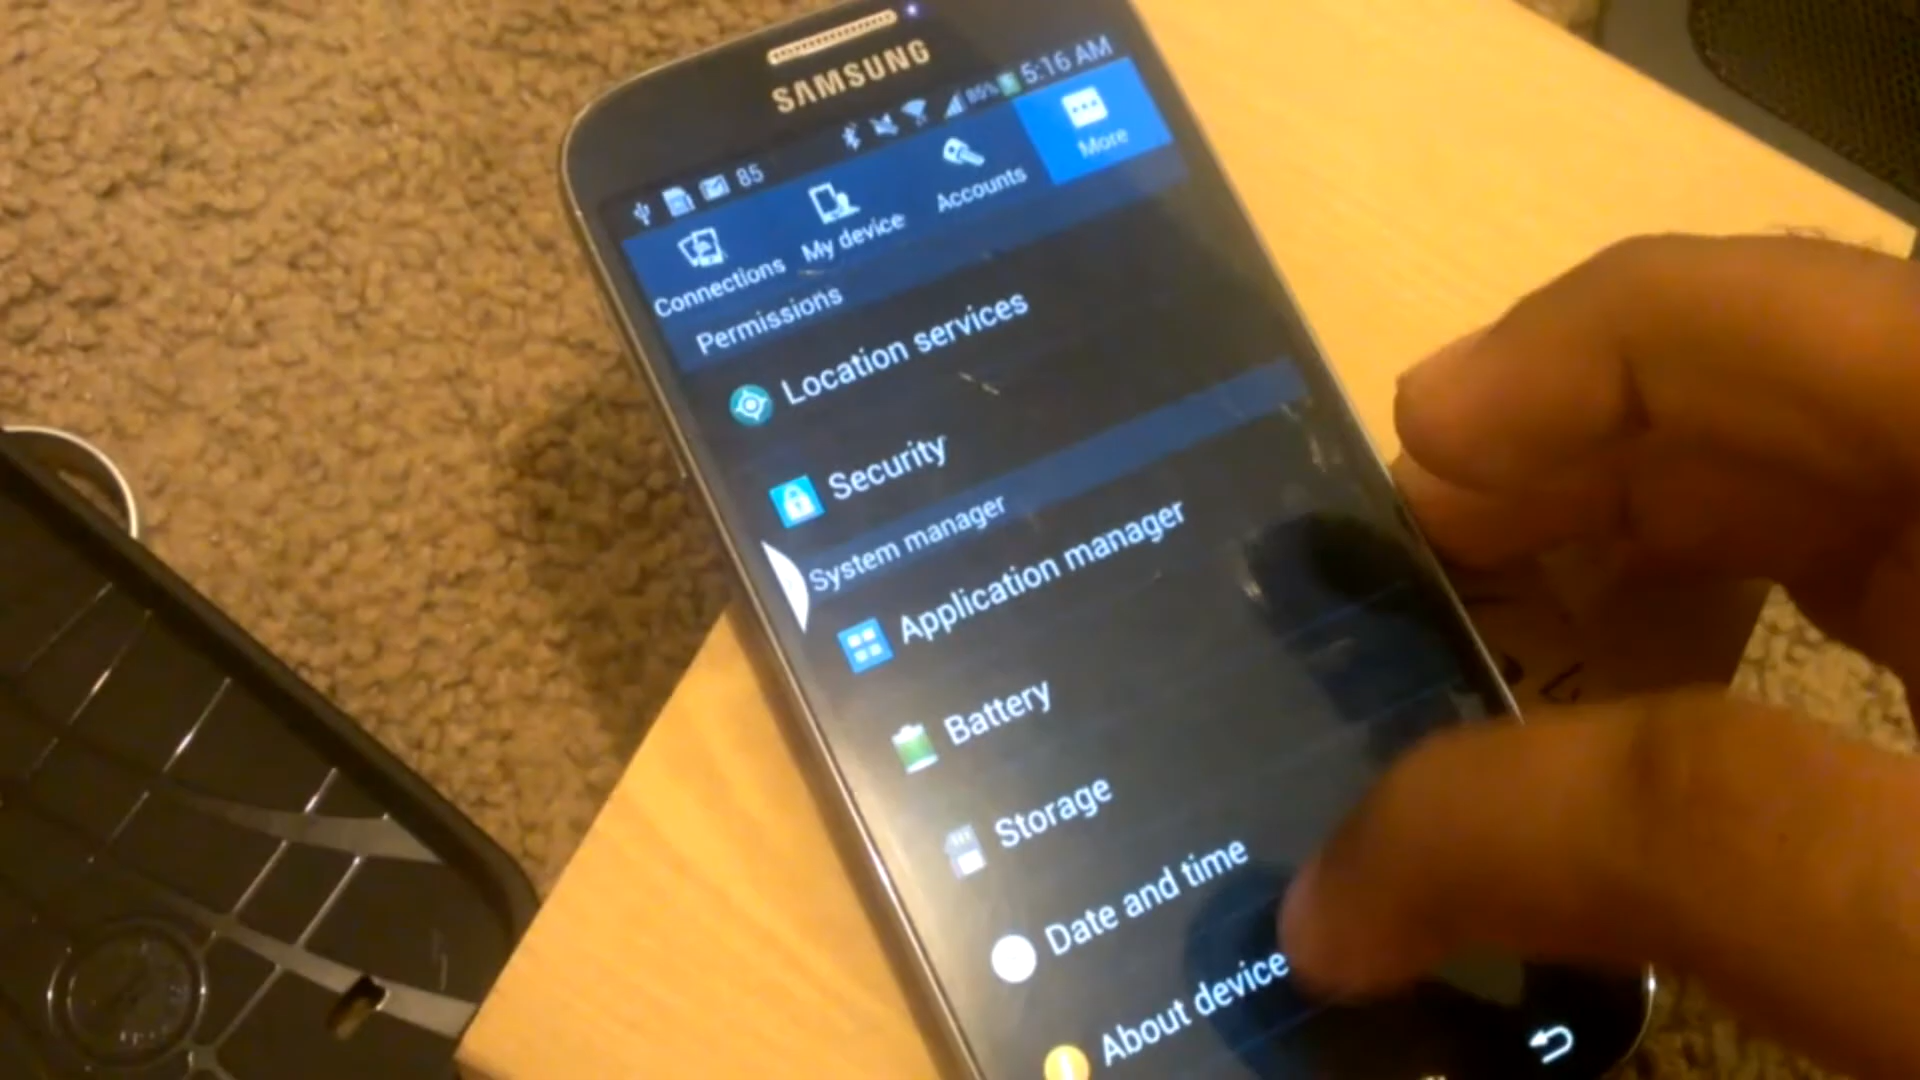 SAMSUNG
85 85% 5:16 AM
Connections My device Accounts More
Permissions
Location services
Security
System manager
Application manager
Battery
Storage
Date and time
About device